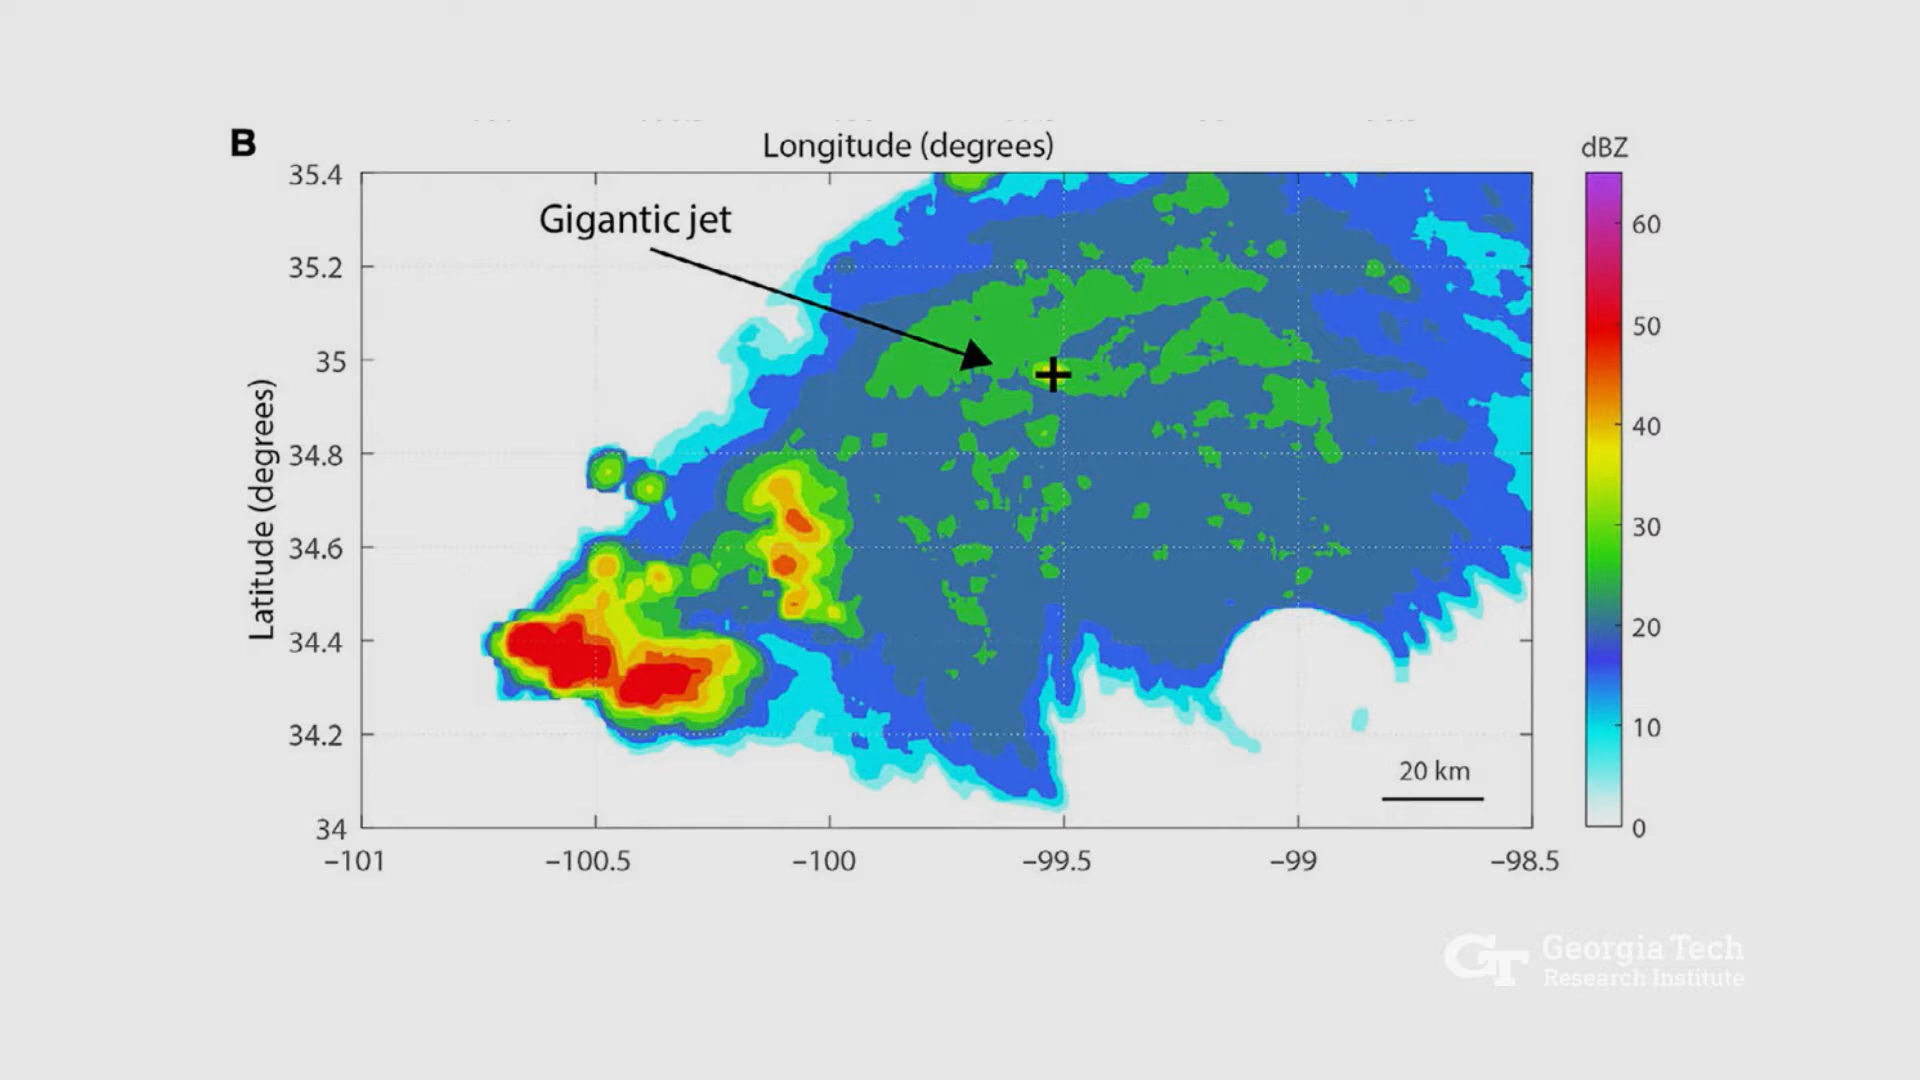 B
Longitude (degrees)
dBZ
35.4
Gigantic jet
60
35.2
50
35
40
Latitude (degrees)
34.8
30
34.6
20
34.4
10
34.2
20 km
34
0
–101
–100.5
–100
–99.5
–99
–98.5
GT
Georgia Tech
Research Institute